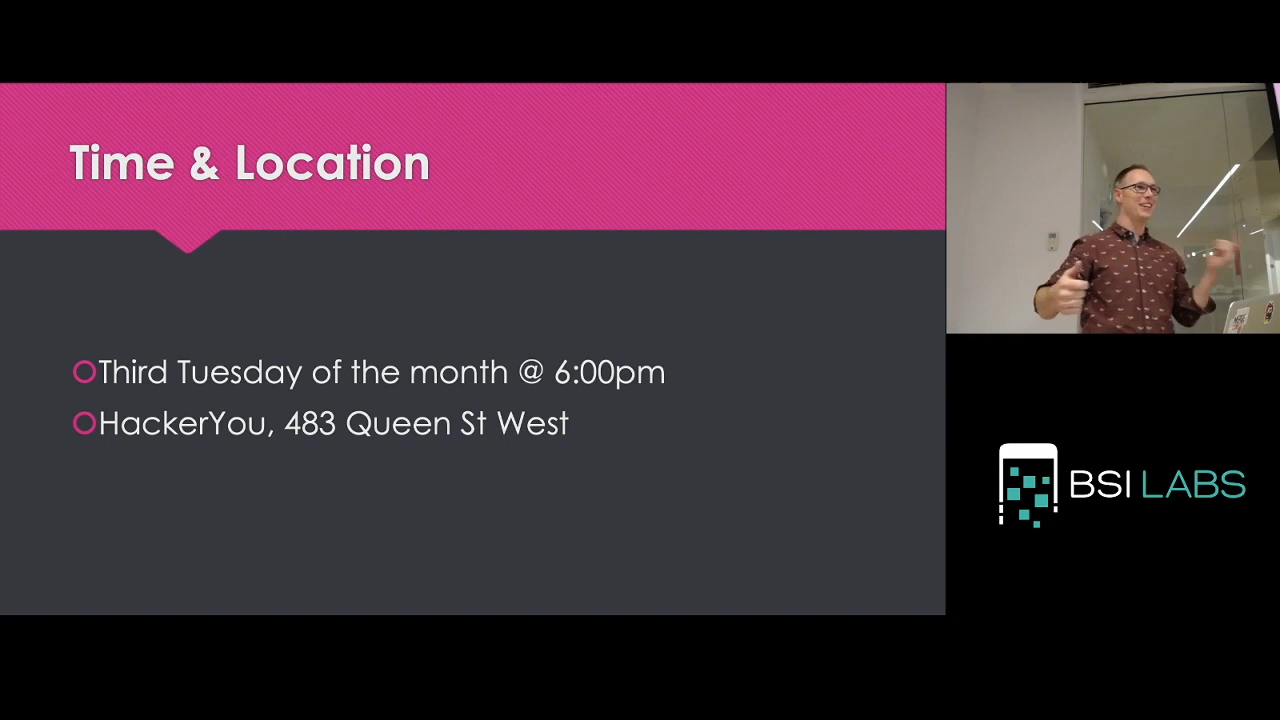 Time & Location
Third Tuesday of the month @ 6:00pm
HackerYou, 483 Queen St West
BSI LABS